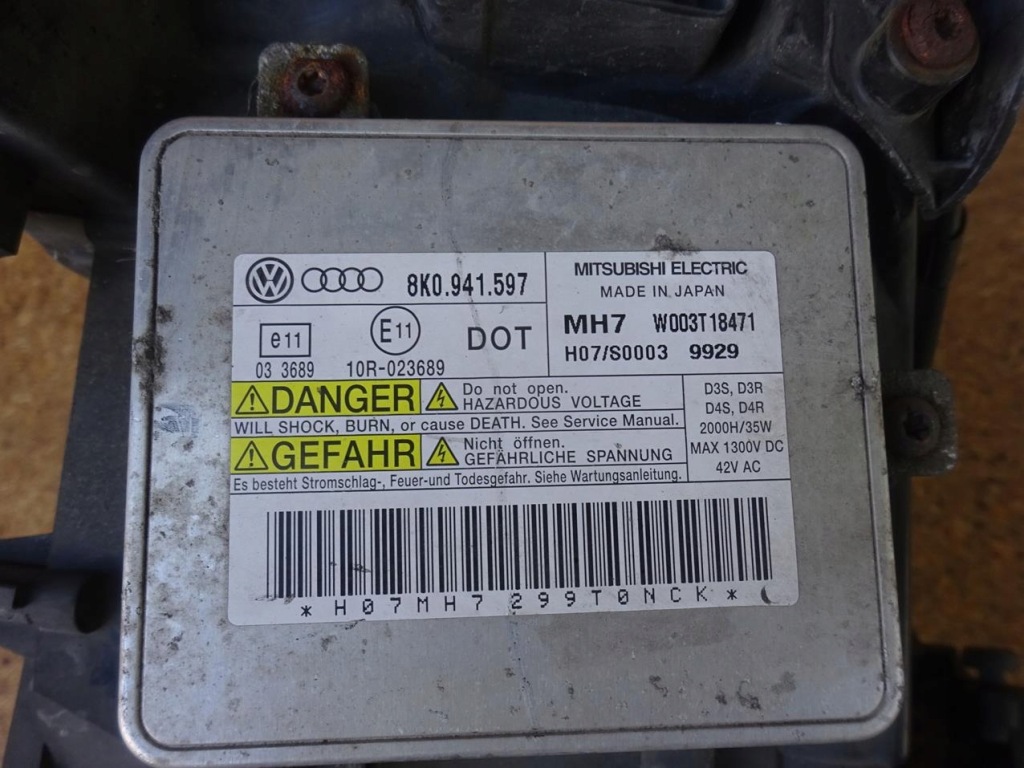 8K0.941.597
MITSUBISHI ELECTRIC
MADE IN JAPAN
MH7 W003T18471
H07/S0003 9929
e11
03 3689
E11
10R-023689
DOT
DANGER
Do not open.
HAZARDOUS VOLTAGE
WILL SHOCK, BURN, or cause DEATH. See Service Manual.
GEFAHR
Nicht öffnen.
GEFÄHRLICHE SPANNUNG
Es besteht Stromschlag-, Feuer-und Todesgefahr. Siehe Wartungsanleitung.
D3S, D3R
D4S, D4R
2000H/35W
MAX 1300V DC
42V AC
*H07MH7299T0NCK*